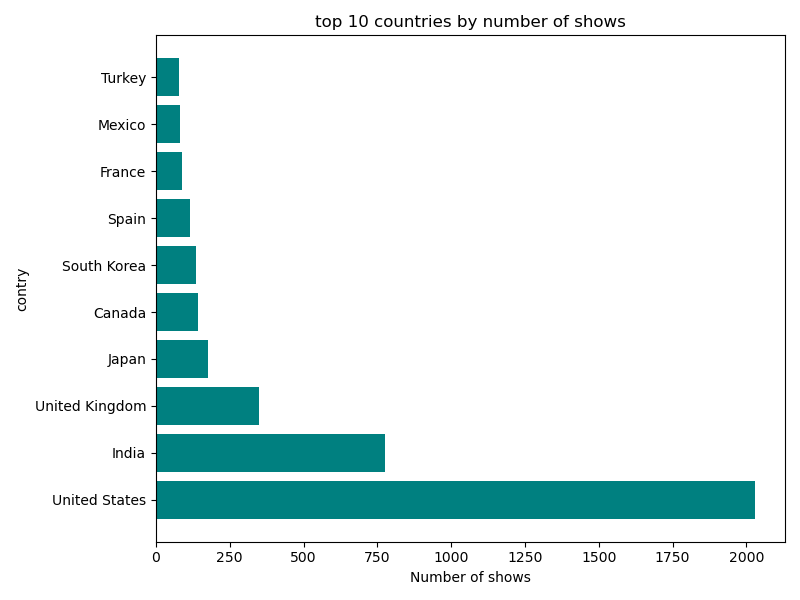 top 10 countries by number of shows
Turkey
Mexico
France
Spain
South Korea
Canada
Japan
United Kingdom
India
United States
contry
0 250 500 750 1000 1250 1500 1750 2000
Number of shows